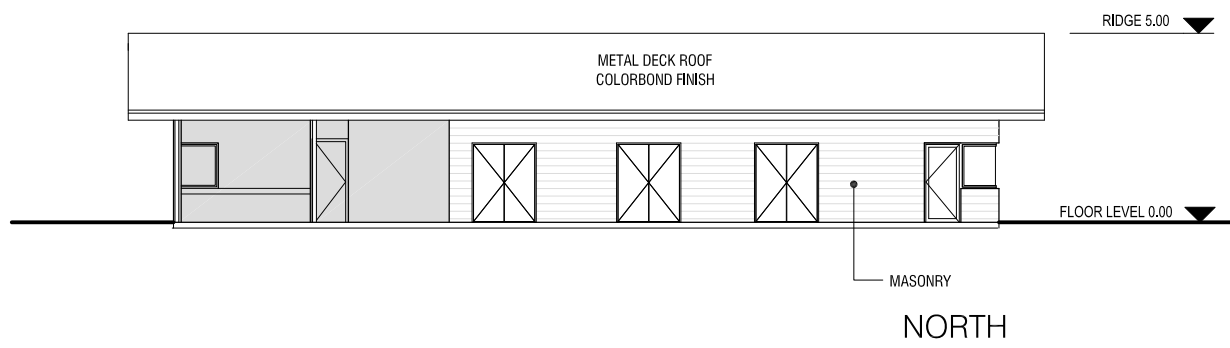 RIDGE 5.00
METAL DECK ROOF
COLORBOND FINISH
FLOOR LEVEL 0.00
MASONRY
NORTH